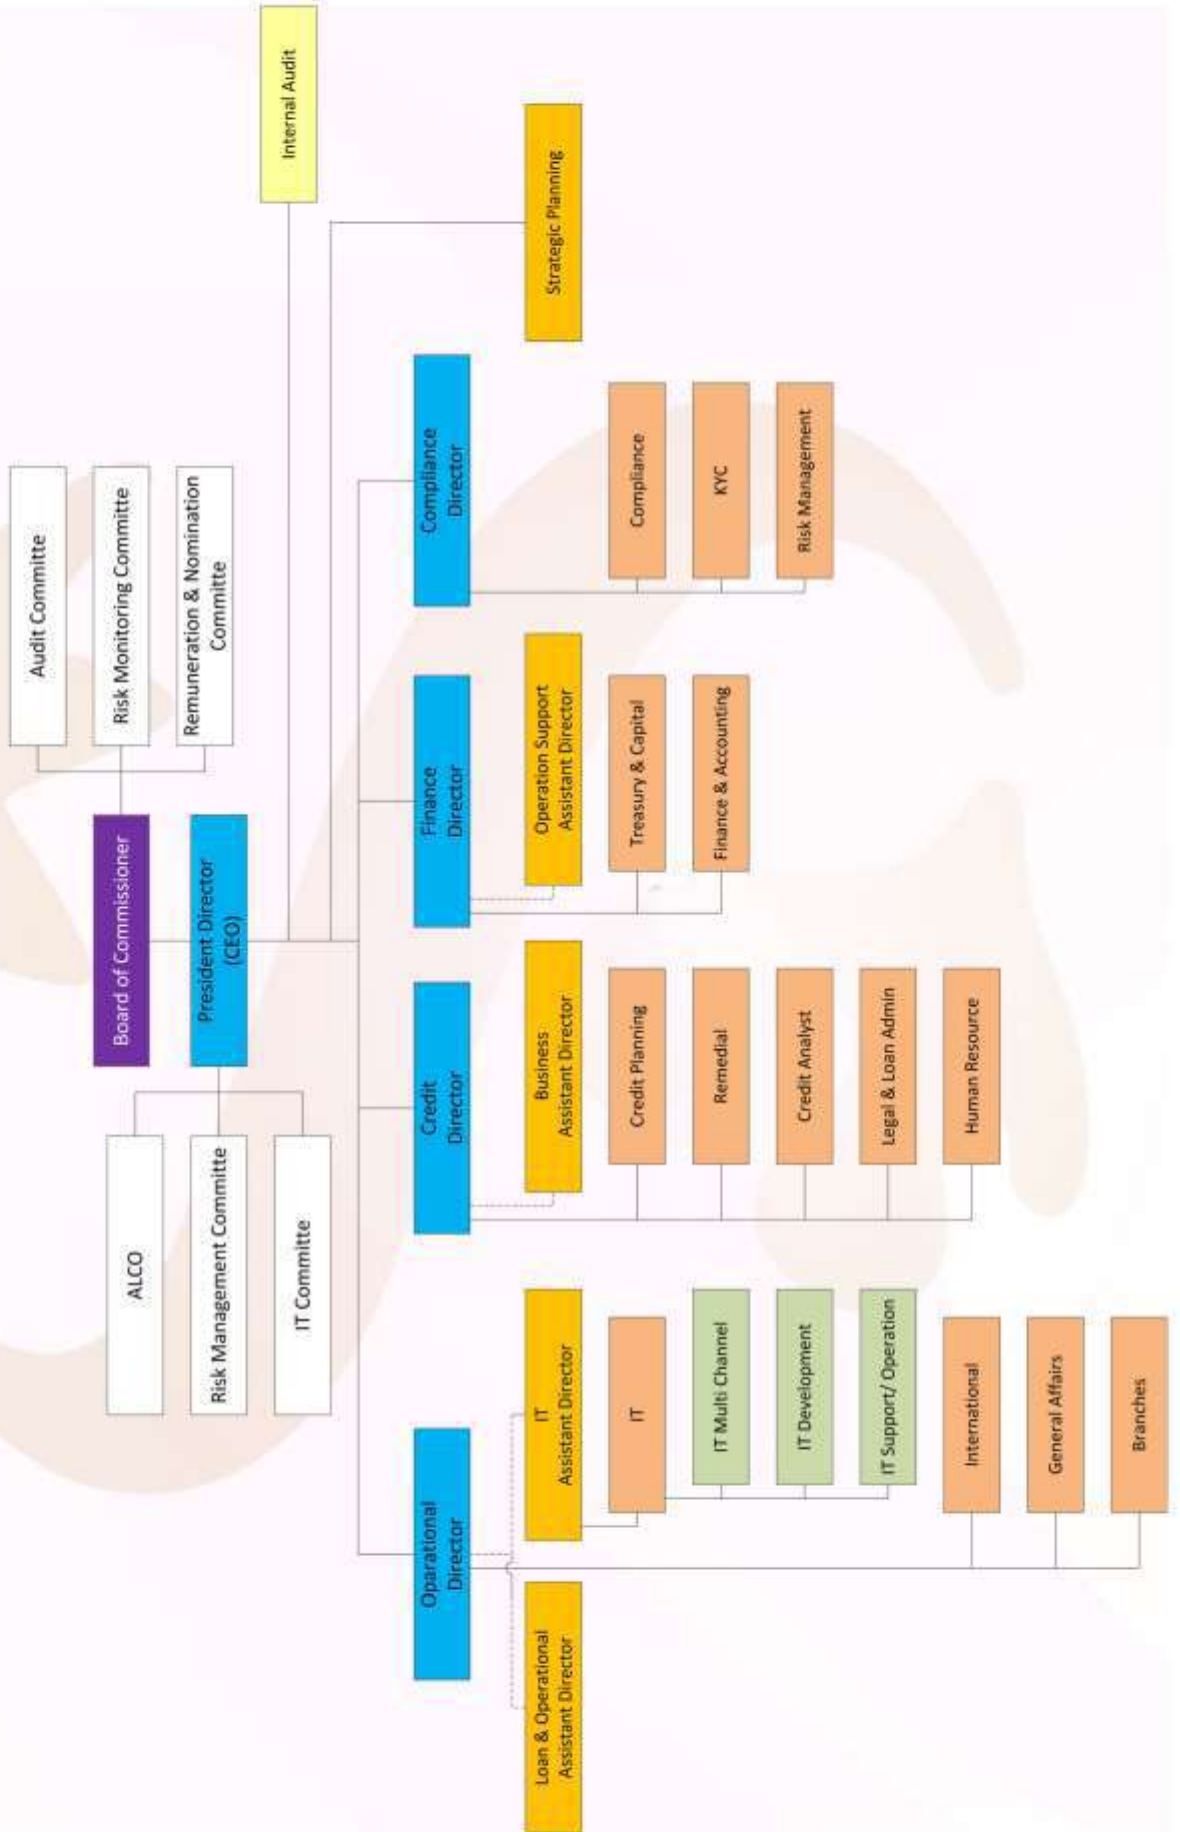 Audit Committe
Risk Monitoring Committe
Remuneration & Nomination
Committe
Board of Commissioner
President Director
(CEO)
ALCO
Risk Management Committe
IT Committe
Internal Audit
Oparational
Director
Credit
Director
Finance
Director
Compliance
Director
Loan & Operational
Assistant Director
IT
Assistant Director
Business
Assistant Director
Operation Support
Assistant Director
Strategic Planning
IT
IT Multi Channel
IT Development
IT Support/ Operation
International
General Affairs
Branches
Credit Planning
Remedial
Credit Analyst
Legal & Loan Admin
Human Resource
Treasury & Capital
Finance & Accounting
Compliance
KYC
Risk Management